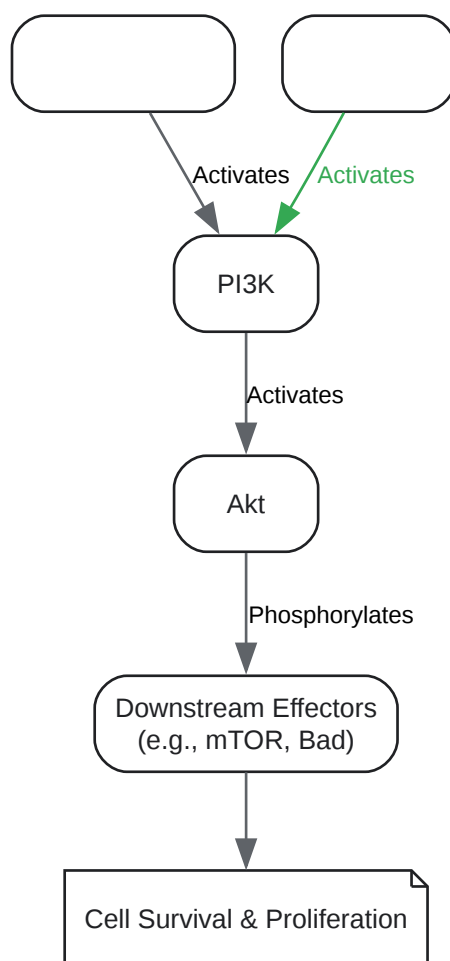 Activates
Activates
PI3K
Activates
Akt
Phosphorylates
Downstream Effectors
(e.g., mTOR, Bad)
Cell Survival & Proliferation